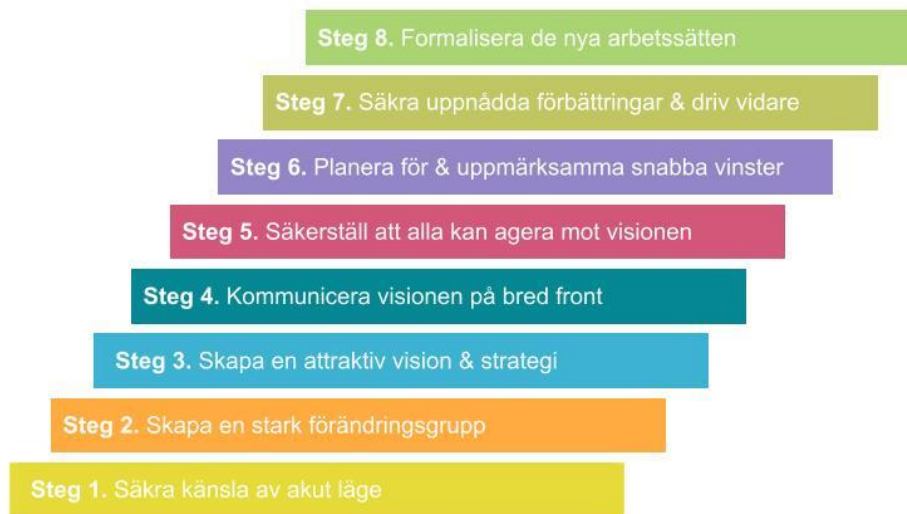 Steg 8. Formalisera de nya arbetssätten
Steg 7. Säkra uppnådda förbättringar & driv vidare
Steg 6. Planera för & uppmärksamma snabba vinster
Steg 5. Säkerställ att alla kan agera mot visionen
Steg 4. Kommunicera visionen på bred front
Steg 3. Skapa en attraktiv vision & strategi
Steg 2. Skapa en stark förändringsgrupp
Steg 1. Säkra känsla av akut läge